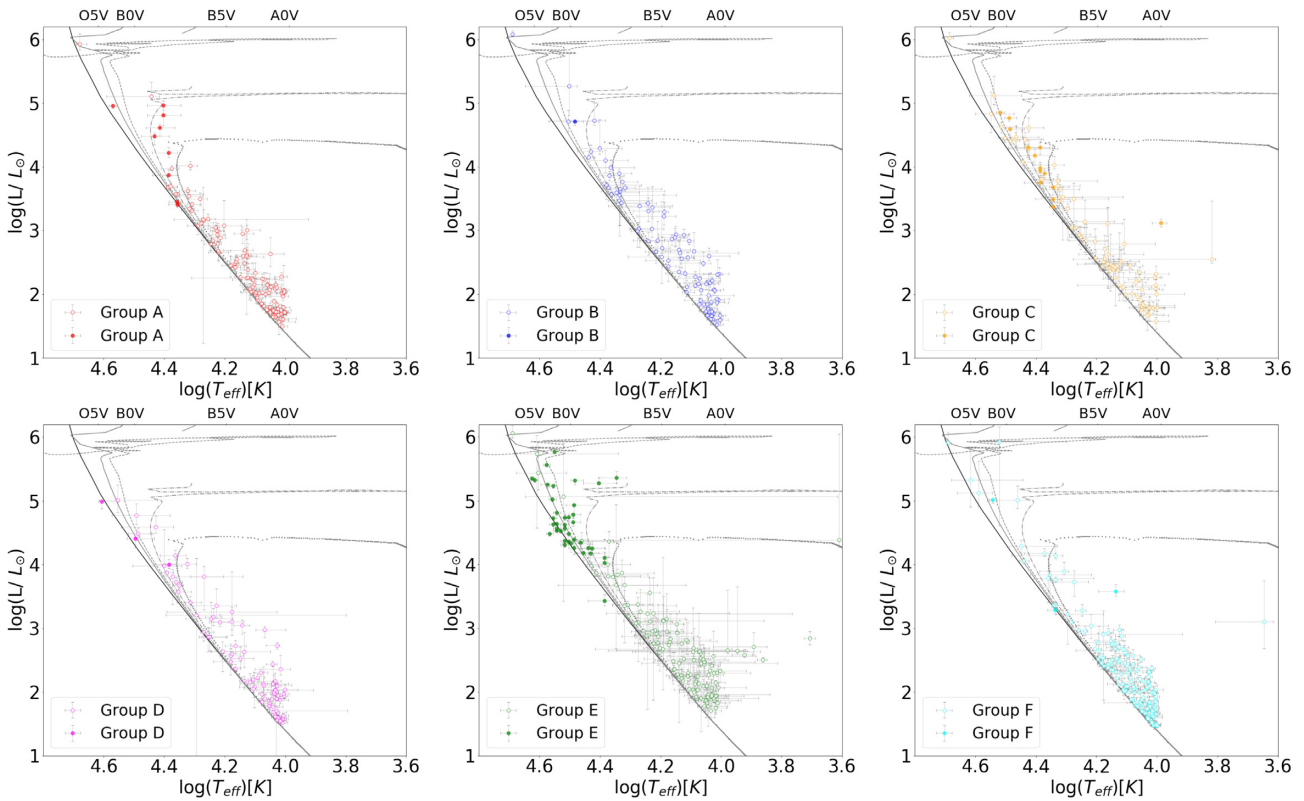 O5V B0V B5V A0V
O5V B0V B5V A0V
O5V B0V B5V A0V
6
5
4
3
2
1
log(L/ L⊙)
Group A
Group A
4.6 4.4 4.2 4.0 3.8 3.6
log(T_eff)[K]
6
5
4
3
2
1
log(L/ L⊙)
Group B
Group B
4.6 4.4 4.2 4.0 3.8 3.6
log(T_eff)[K]
6
5
4
3
2
1
log(L/ L⊙)
Group C
Group C
4.6 4.4 4.2 4.0 3.8 3.6
log(T_eff)[K]
O5V B0V B5V A0V
O5V B0V B5V A0V
O5V B0V B5V A0V
6
5
4
3
2
1
log(L/ L⊙)
Group D
Group D
4.6 4.4 4.2 4.0 3.8 3.6
log(T_eff)[K]
6
5
4
3
2
1
log(L/ L⊙)
Group E
Group E
4.6 4.4 4.2 4.0 3.8 3.6
log(T_eff)[K]
6
5
4
3
2
1
log(L/ L⊙)
Group F
Group F
4.6 4.4 4.2 4.0 3.8 3.6
log(T_eff)[K]